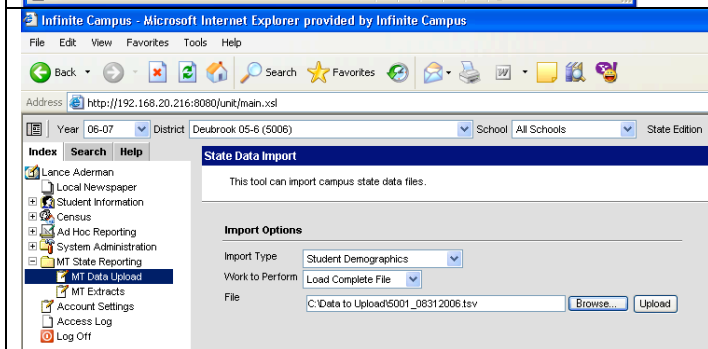 Infinite Campus - Microsoft Internet Explorer provided by Infinite Campus
File Edit View Favorites Tools Help
Back Search Favorites
Address http://192.168.20.216:8080/unit/main.xsl
Year 06-07 District Deubrook 05-6 (5006) School All Schools State Edition
Index Search Help
State Data Import
Lance Aderman
This tool can import campus state data files.
Local Newspaper
Student Information
Census
Ad Hoc Reporting
Import Options
System Administration
MT State Reporting
Import Type Student Demographics
MT Data Upload
Work to Perform Load Complete File
MT Extracts
File C:\Data to Upload\5001_08312006.tsv Browse... Upload
Account Settings
Access Log
Log Off